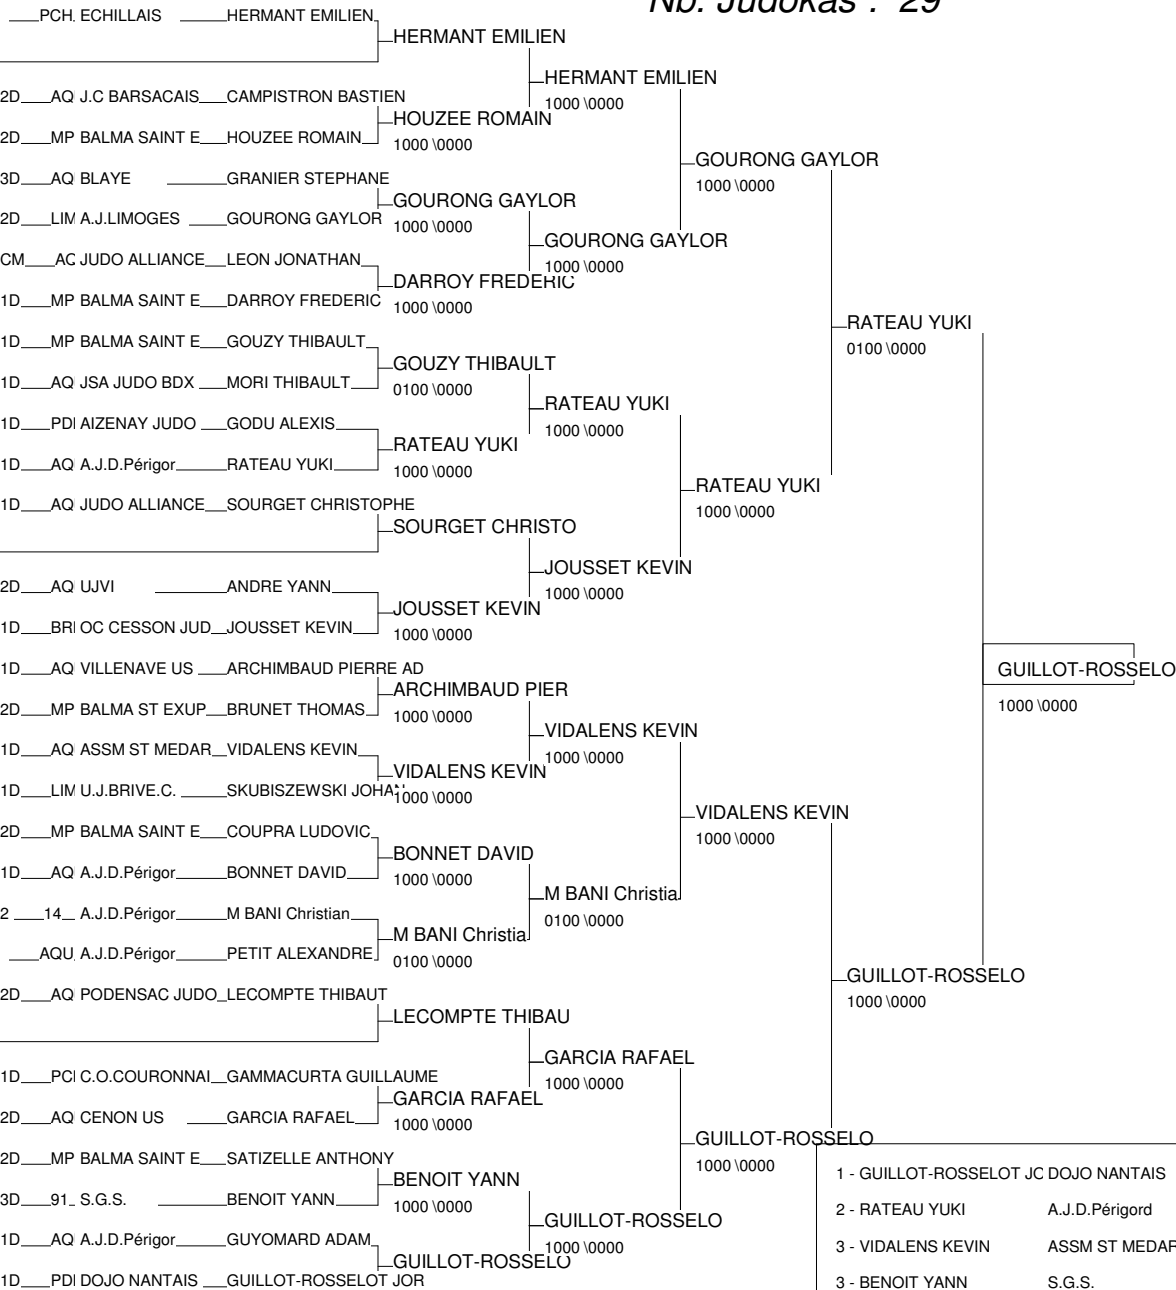 Nb. Judokas : 29
PCH ECHILLAIS HERMANT EMILIEN
HERMANT EMILIEN
HERMANT EMILIEN
1000 \0000
2D AQ J.C BARSACAIS CAMPISTRON BASTIEN
HOUZEE ROMAIN
2D MP BALMA SAINT E HOUZEE ROMAIN
1000 \0000
GOURONG GAYLOR
1000 \0000
3D AQ BLAYE GRANIER STEPHANE
GOURONG GAYLOR
2D LIM A.J.LIMOGES GOURONG GAYLOR
1000 \0000
GOURONG GAYLOR
1000 \0000
CM AQ JUDO ALLIANCE LEON JONATHAN
DARROY FREDERIC
1D MP BALMA SAINT E DARROY FREDERIC
1000 \0000
RATEAU YUKI
0100 \0000
1D MP BALMA SAINT E GOUZY THIBAULT
GOUZY THIBAULT
1D AQ JSA JUDO BDX MORI THIBAULT
0100 \0000
RATEAU YUKI
1000 \0000
1D PDI AIZENAY JUDO GODU ALEXIS
RATEAU YUKI
1D AQ A.J.D.Périgor RATEAU YUKI
1000 \0000
RATEAU YUKI
1000 \0000
1D AQ JUDO ALLIANCE SOURGET CHRISTOPHE
SOURGET CHRISTO
JOUSSET KEVIN
1000 \0000
2D AQ UJVI ANDRE YANN
JOUSSET KEVIN
1D BRI OC CESSON JUD JOUSSET KEVIN
1000 \0000
GUILLOT-ROSSELO
1000 \0000
1D AQ VILLENAVE US ARCHIMBAUD PIERRE AD
ARCHIMBAUD PIER
2D MP BALMA ST EXUP BRUNET THOMAS
1000 \0000
VIDALENS KEVIN
1000 \0000
1D AQ ASSM ST MEDAR VIDALENS KEVIN
VIDALENS KEVIN
1D LIM U.J.BRIVE.C. SKUBISZEWSKI JOHAN
1000 \0000
VIDALENS KEVIN
1000 \0000
2D MP BALMA SAINT E COUPRA LUDOVIC
BONNET DAVID
1D AQ A.J.D.Périgor BONNET DAVID
1000 \0000
M BANI Christia
0100 \0000
2 14 A.J.D.Périgor M BANI Christian
M BANI Christia
AQU A.J.D.Périgor PETIT ALEXANDRE
0100 \0000
GUILLOT-ROSSELO
1000 \0000
2D AQ PODENSAC JUDO LECOMPTE THIBAUT
LECOMPTE THIBAU
GARCIA RAFAEL
1000 \0000
1D PCI C.O.COURONNAI GAMMACURTA GUILLAUME
GARCIA RAFAEL
2D AQ CENON US GARCIA RAFAEL
1000 \0000
GUILLOT-ROSSELO
1000 \0000
2D MP BALMA SAINT E SATIZELLE ANTHONY
BENOIT YANN
3D 91 S.G.S. BENOIT YANN
1000 \0000
GUILLOT-ROSSELO
1000 \0000
1D AQ A.J.D.Périgor GUYOMARD ADAM
GUILLOT-ROSSELO
1D PDI DOJO NANTAIS GUILLOT-ROSSELOT JOR
1 - GUILLOT-ROSSELOT JO DOJO NANTAIS
2 - RATEAU YUKI A.J.D.Périgord
3 - VIDALENS KEVIN ASSM ST MEDAR
3 - BENOIT YANN S.G.S.